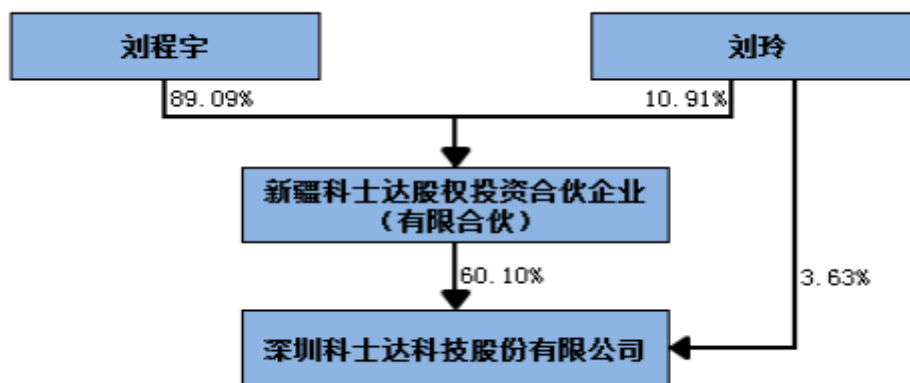 刘程宇
刘玲
89.09%
10.91%
新疆科士达股权投资合伙企业
（有限合伙）
60.10%
3.63%
深圳科士达科技股份有限公司